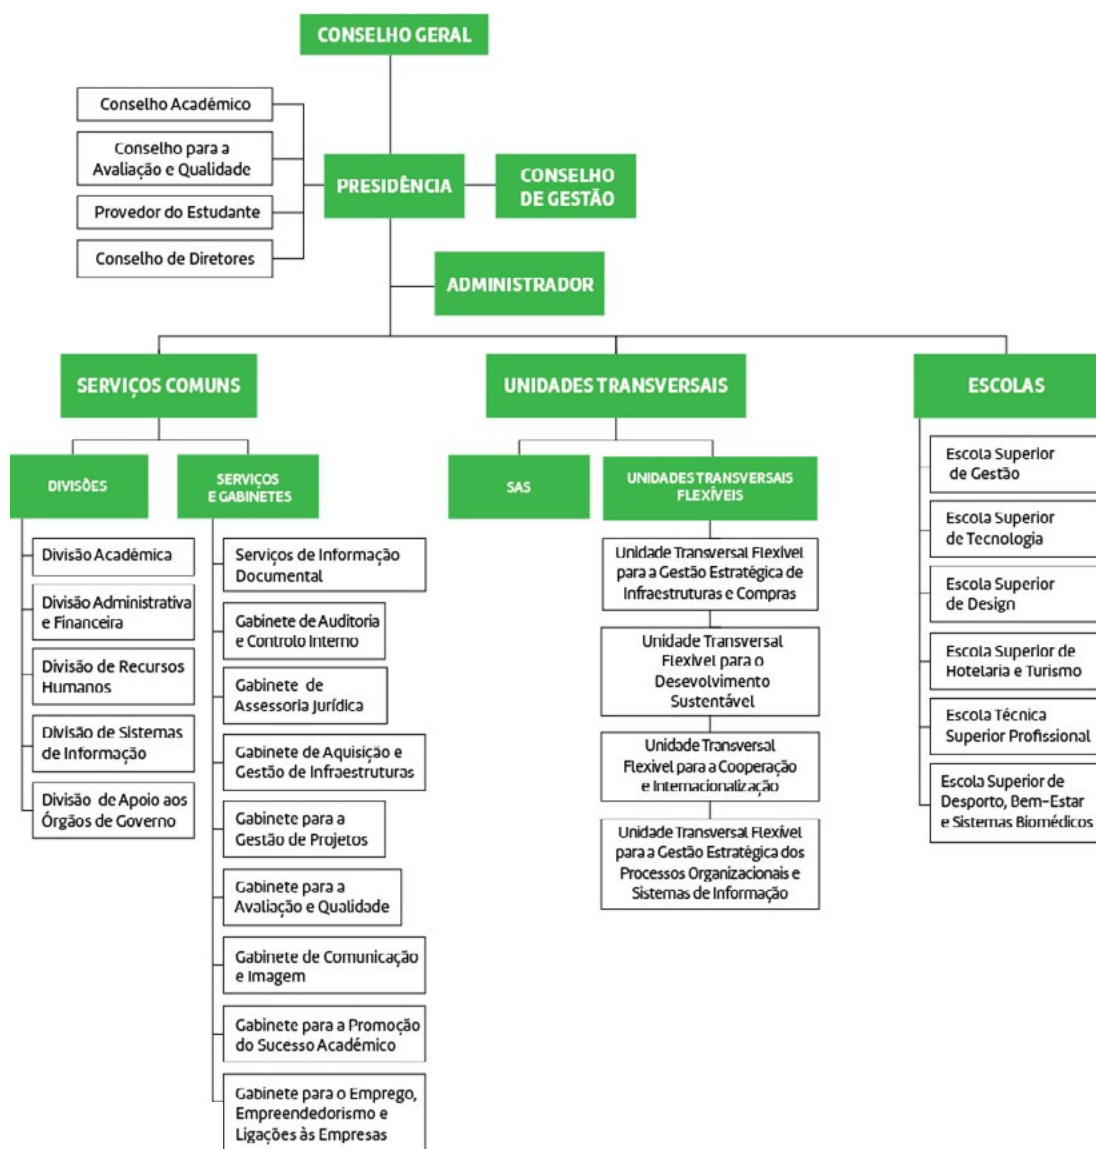 CONSELHO GERAL
Conselho Académico
Conselho para a
Avaliação e Qualidade
Provedor do Estudante
Conselho de Diretores
PRESIDÊNCIA
CONSELHO
DE GESTÃO
ADMINISTRADOR
SERVIÇOS COMUNS
DIVISÕES
Divisão Académica
Divisão Administrativa
e Financeira
Divisão de Recursos
Humanos
Divisão de Sistemas
de Informação
Divisão de Apoio aos
Órgãos de Governo
SERVIÇOS
E GABINETES
Serviços de Informação
Documental
Gabinete de Auditoria
e Controlo Interno
Gabinete de
Assessoria Jurídica
Gabinete de Aquisição e
Gestão de Infraestruturas
Gabinete para a
Gestão de Projetos
Gabinete para a
Avaliação e Qualidade
Gabinete de Comunicação
e Imagem
Gabinete para a Promoção
do Sucesso Académico
Gabinete para o Emprego,
Empreendedorismo e
Ligações às Empresas
UNIDADES TRANSVERSAIS
SAS
UNIDADES TRANSVERSAIS
FLEXÍVEIS
Unidade Transversal Flexível
para a Gestão Estratégica de
Infraestruturas e Compras
Unidade Transversal
Flexível para o
Desevolvimento
Sustentável
Unidade Transversal
Flexível para a Cooperação
e Internacionalização
Unidade Transversal Flexível
para a Gestão Estratégica dos
Processos Organizacionais e
Sistemas de Informação
ESCOLAS
Escola Superior
de Gestão
Escola Superior
de Tecnologia
Escola Superior
de Design
Escola Superior de
Hotelaria e Turismo
Escola Técnica
Superior Profissional
Escola Superior de
Desporto, Bem-Estar
e Sistemas Biomédicos